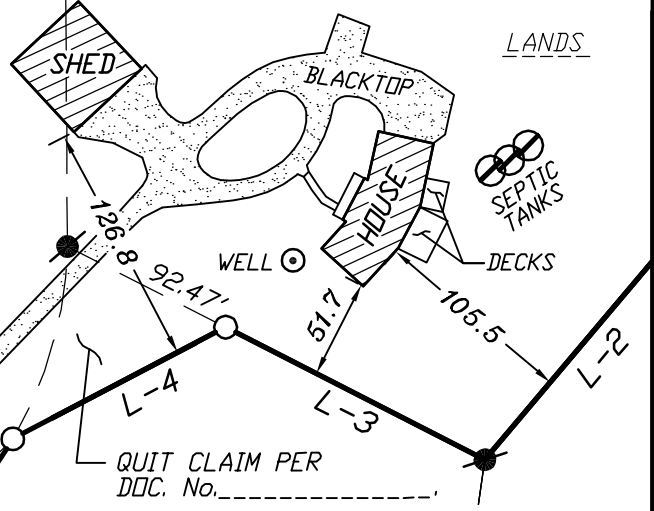 LANDS
SHED
BLACKTOP
SEPTIC
TANKS
HOUSE
126.8
WELL
92.47'
DECKS
51.7
105.5
L-2
L-4
L-3
QUIT CLAIM PER
DOC. No.________________.